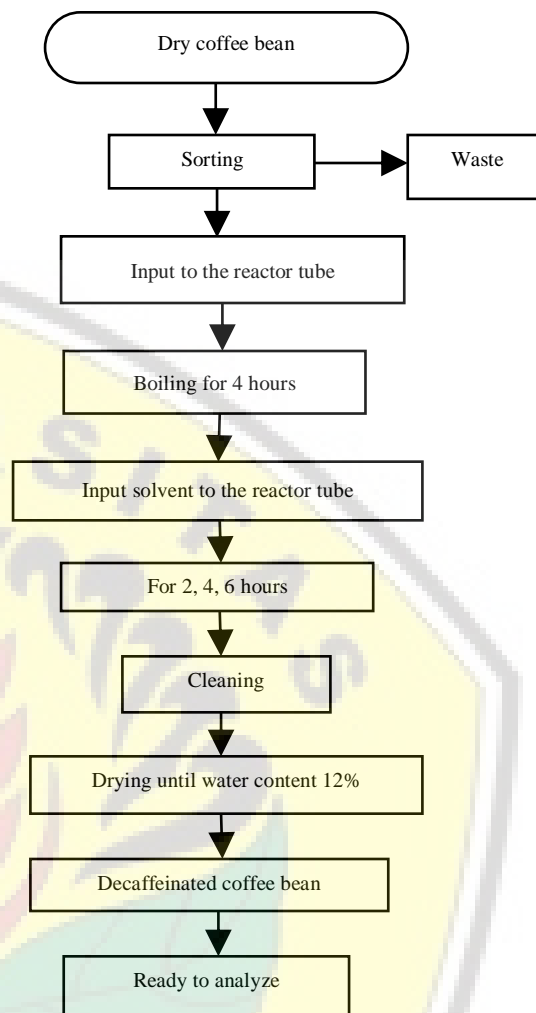 Dry coffee bean
Sorting
Waste
Input to the reactor tube
Boiling for 4 hours
Input solvent to the reactor tube
For 2, 4, 6 hours
Cleaning
Drying until water content 12%
Decaffeinated coffee bean
Ready to analyze
SITAS